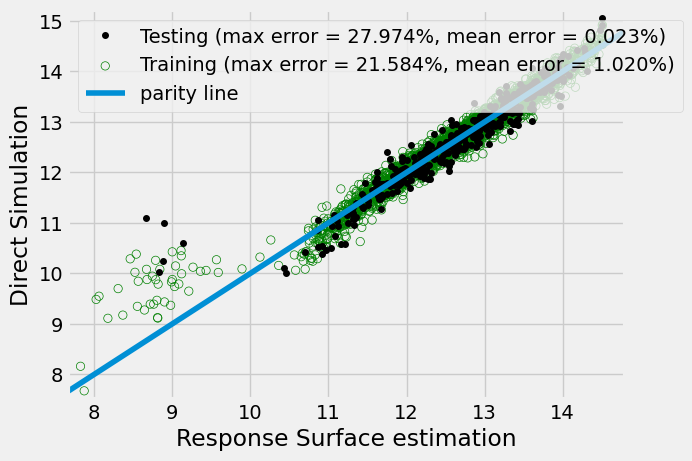 15
Testing (max error = 27.974%, mean error = 0.023%)
Training (max error = 21.584%, mean error = 1.020%)
parity line
14
13
12
11
10
9
8
Direct Simulation
8 9 10 11 12 13 14
Response Surface estimation